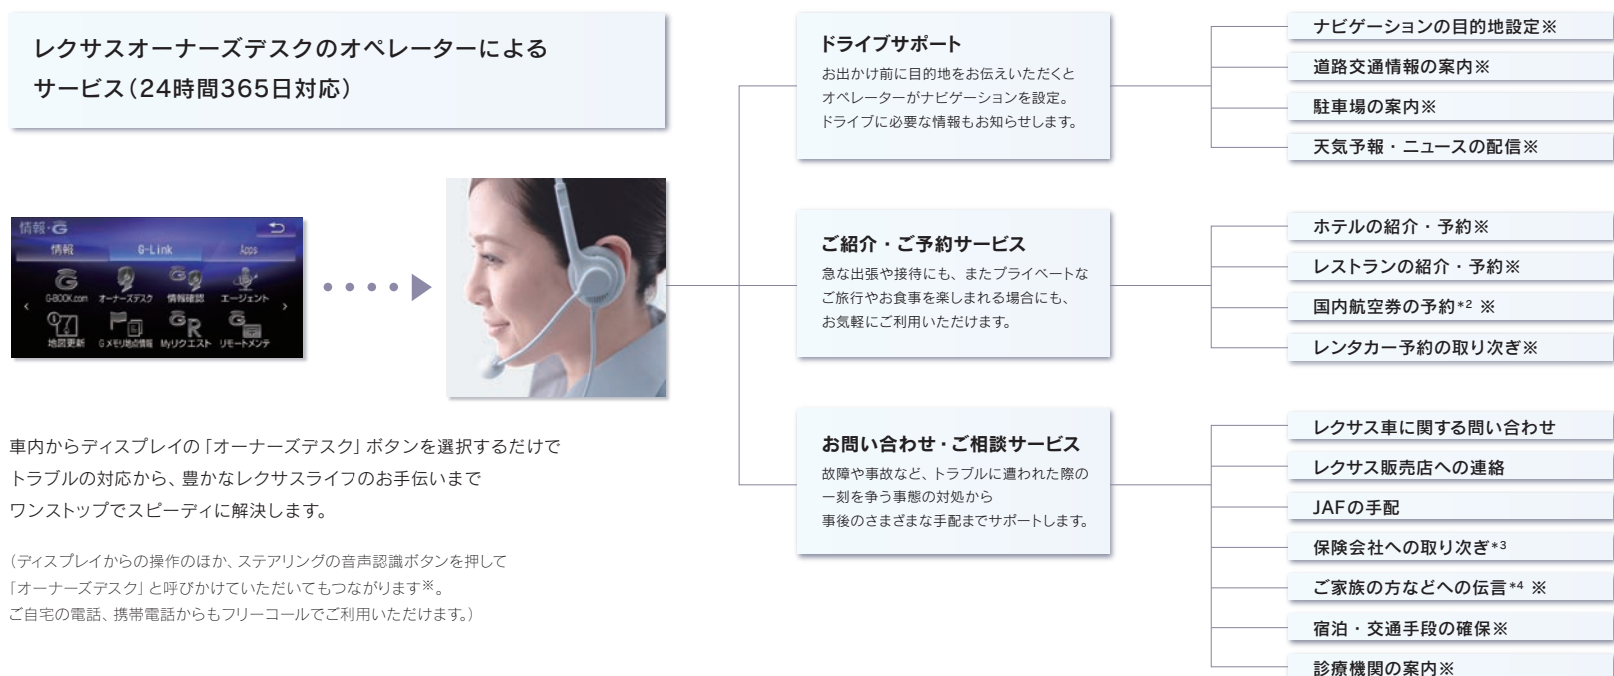 レクサスオーナーズデスクのオペレーターによる
サービス（24時間365日対応）
情報・G
情報
G-Link
Apps
G-BOOK.com
オーナーズデスク
情報確認
エージェント
地図更新
Gメモリ地点情報
Myリクエスト
リモートメンテ
車内からディスプレイの「オーナーズデスク」ボタンを選択するだけで
トラブルの対応から、豊かなレクサスライフのお手伝いまで
ワンストップでスピーディに解決します。
（ディスプレイからの操作のほか、ステアリングの音声認識ボタンを押して
「オーナーズデスク」と呼びかけていただいてもつながります※。
ご自宅の電話、携帯電話からもフリーコールでご利用いただけます。）
ドライブサポート
お出かけ前に目的地をお伝えいただくと
オペレーターがナビゲーションを設定。
ドライブに必要な情報もお知らせします。
ナビゲーションの目的地設定※
道路交通情報の案内※
駐車場の案内※
天気予報・ニュースの配信※
ご紹介・ご予約サービス
急な出張や接待にも、またプライベートな
ご旅行やお食事を楽しまれる場合にも、
お気軽にご利用いただけます。
ホテルの紹介・予約※
レストランの紹介・予約※
国内航空券の予約*2 ※
レンタカー予約の取り次ぎ※
お問い合わせ・ご相談サービス
故障や事故など、トラブルに遭われた際の
一刻を争う事態の対処から
事後のさまざまな手配までサポートします。
レクサス車に関する問い合わせ
レクサス販売店への連絡
JAFの手配
保険会社への取り次ぎ*3
ご家族の方などへの伝言*4 ※
宿泊・交通手段の確保※
診療機関の案内※